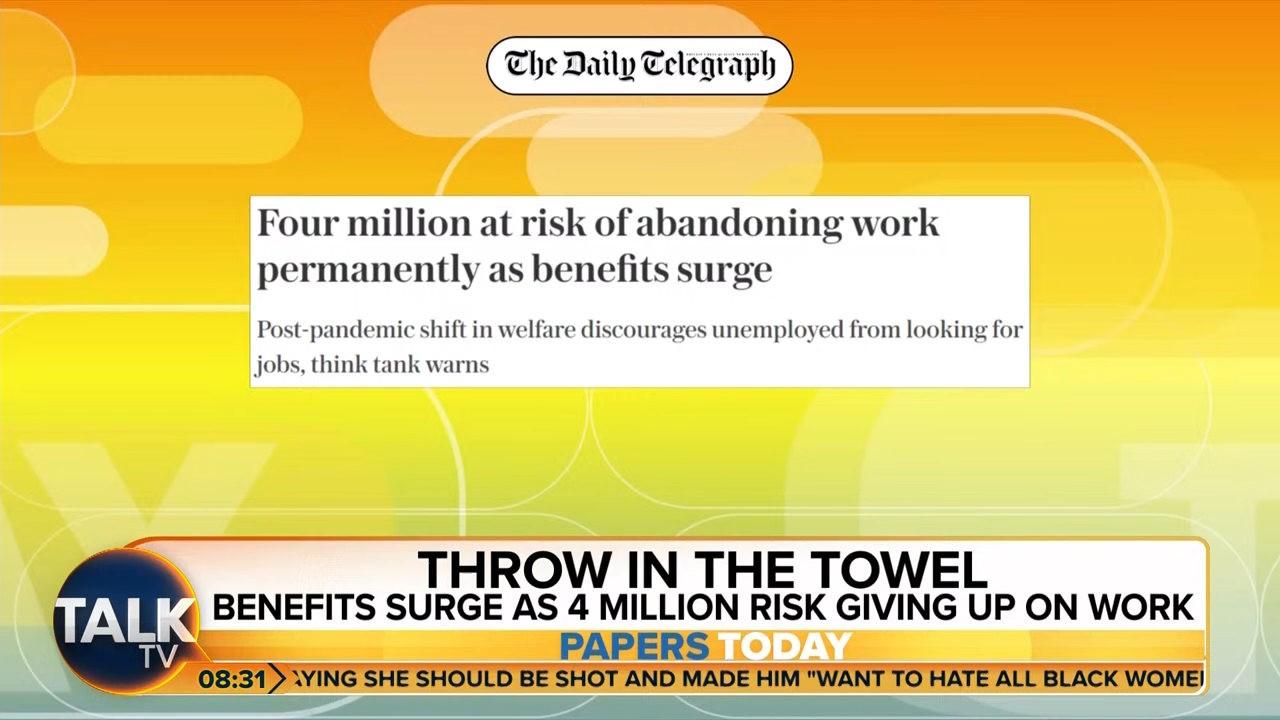 The Daily Telegraph
Four million at risk of abandoning work
permanently as benefits surge
Post-pandemic shift in welfare discourages unemployed from looking for
jobs, think tank warns
THROW IN THE TOWEL
BENEFITS SURGE AS 4 MILLION RISK GIVING UP ON WORK
PAPERS TODAY
TALK
TV
08:31
AYING SHE SHOULD BE SHOT AND MADE HIM "WANT TO HATE ALL BLACK WOME